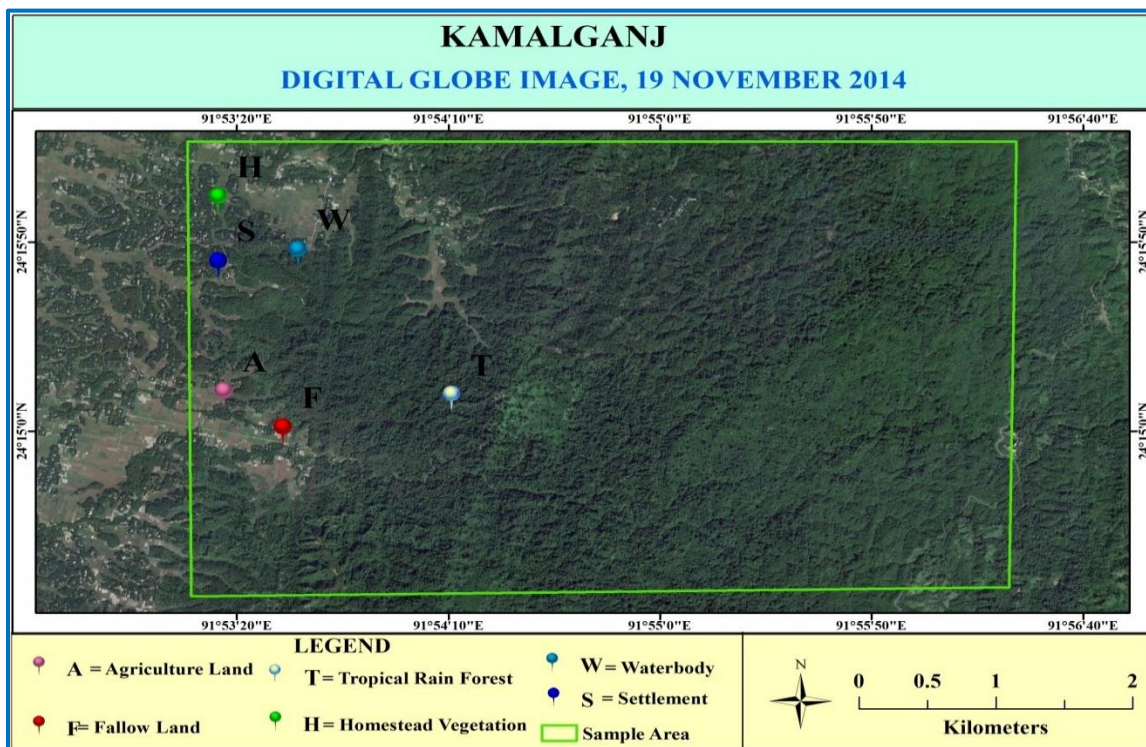 KAMALGANJ
DIGITAL GLOBE IMAGE, 19 NOVEMBER 2014
91°53'20"E 91°54'10"E 91°55'0"E 91°55'50"E 91°56'40"E
H
S
W
24°15'50"N 24°15'50"N
A
T
F
24°15'0"N 24°15'0"N
91°53'20"E 91°54'10"E 91°55'0"E 91°55'50"E 91°56'40"E
LEGEND
A = Agriculture Land
T= Tropical Rain Forest
W= Waterbody
S = Settlement
F= Fallow Land
H= Homestead Vegetation
Sample Area
N
0 0.5 1 2
Kilometers